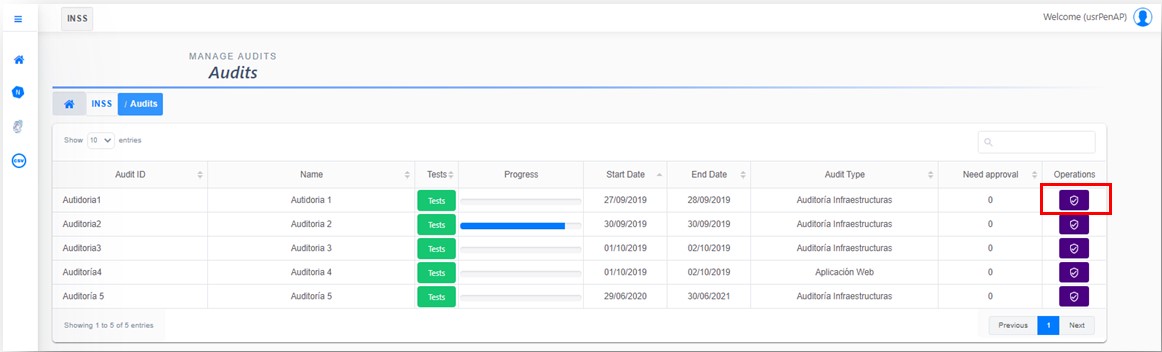 INSS Welcome (usrPenAP)
MANAGE AUDITS
Audits
INSS / Audits
Show 10 entries
Audit ID Name Tests Progress Start Date End Date Audit Type Need approval Operations
Autidoria1 Autidoria 1 Tests 27/09/2019 28/09/2019 Auditoría Infraestructuras 0
Auditoria2 Auditoria 2 Tests 30/09/2019 30/09/2019 Auditoría Infraestructuras 0
Auditoria3 Auditoria 3 Tests 01/10/2019 02/10/2019 Auditoría Infraestructuras 0
Auditoría4 Auditoria 4 Tests 01/10/2019 02/10/2019 Aplicación Web 0
Auditoría 5 Auditoría 5 Tests 29/06/2020 30/06/2021 Auditoría Infraestructuras 0
Showing 1 to 5 of 5 entries Previous 1 Next